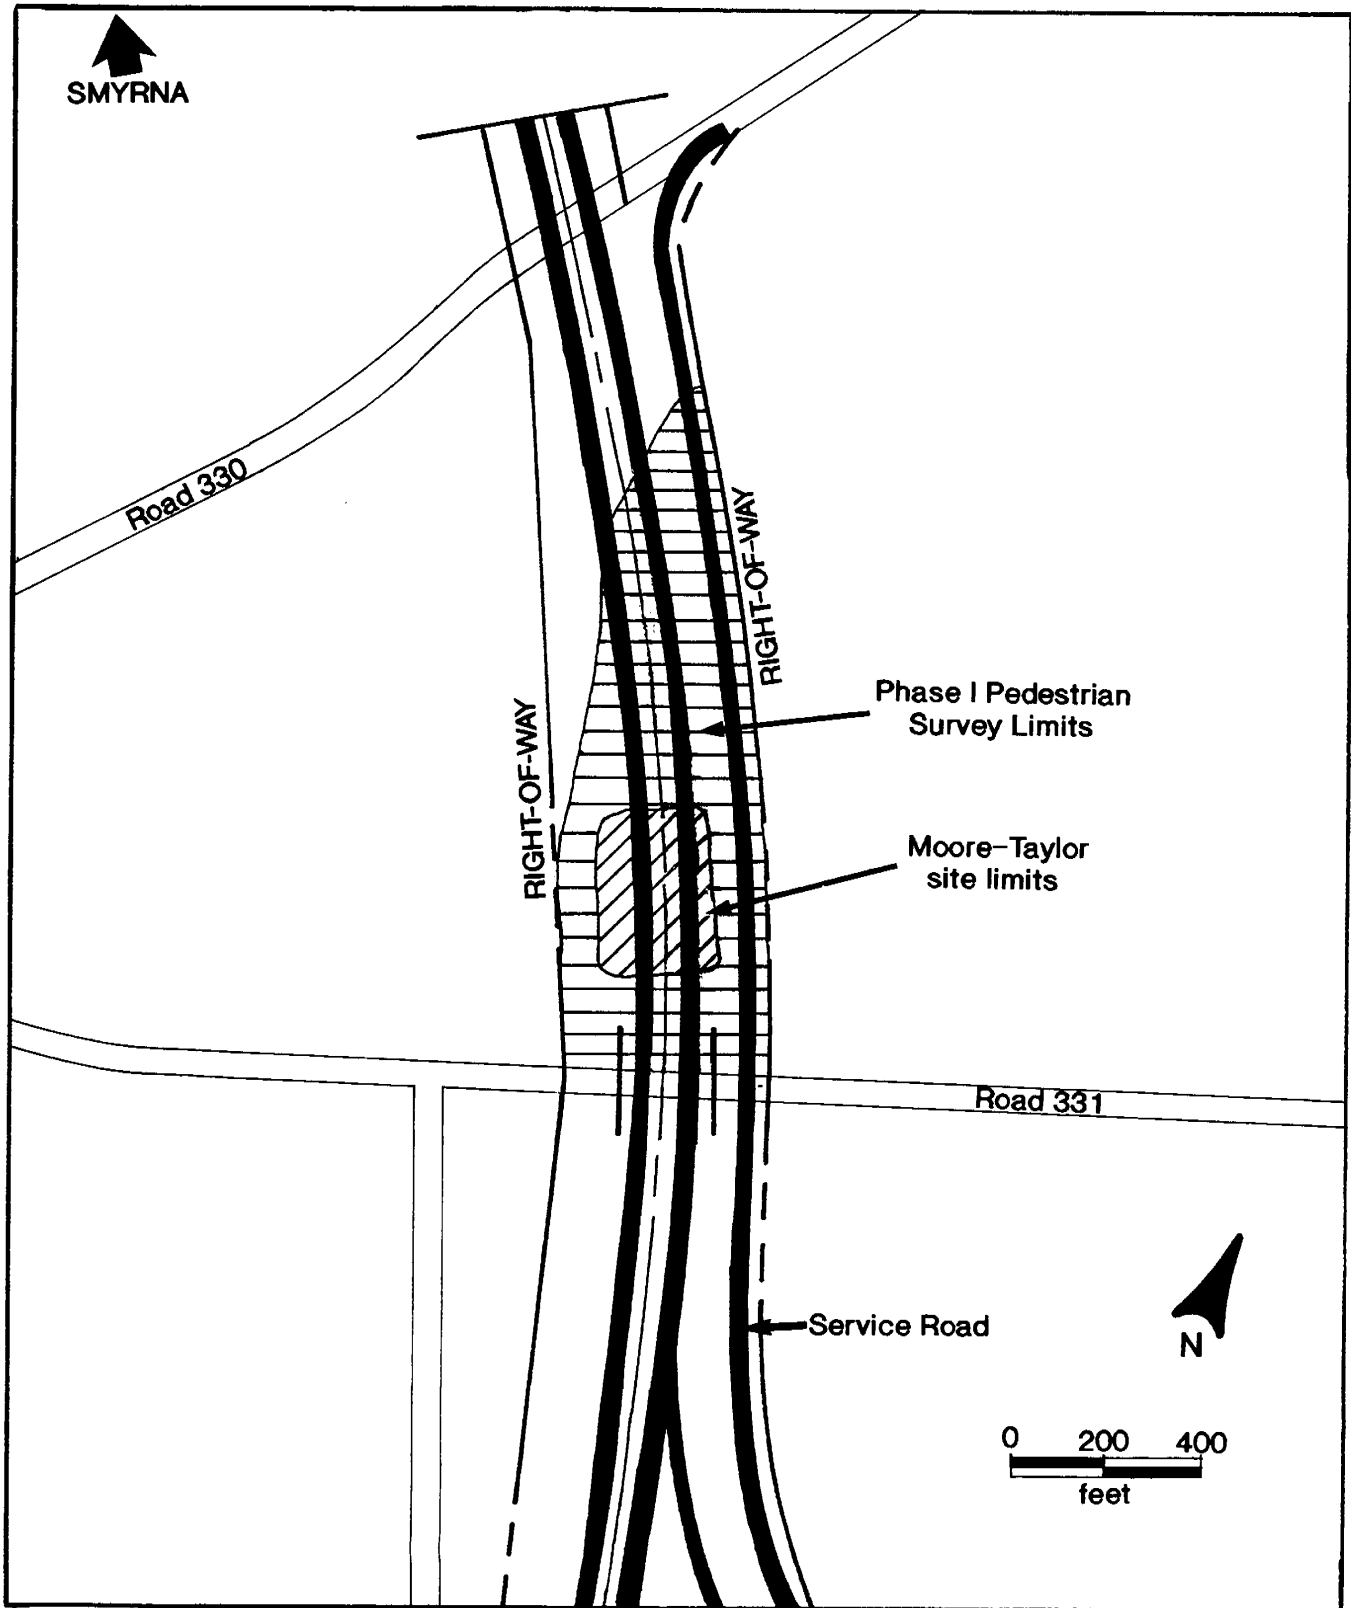 SMYRNA
Road 330
RIGHT-OF-WAY
Phase I Pedestrian
Survey Limits
RIGHT-OF-WAY
Moore-Taylor
site limits
Road 331
Service Road
N
0 200 400
feet